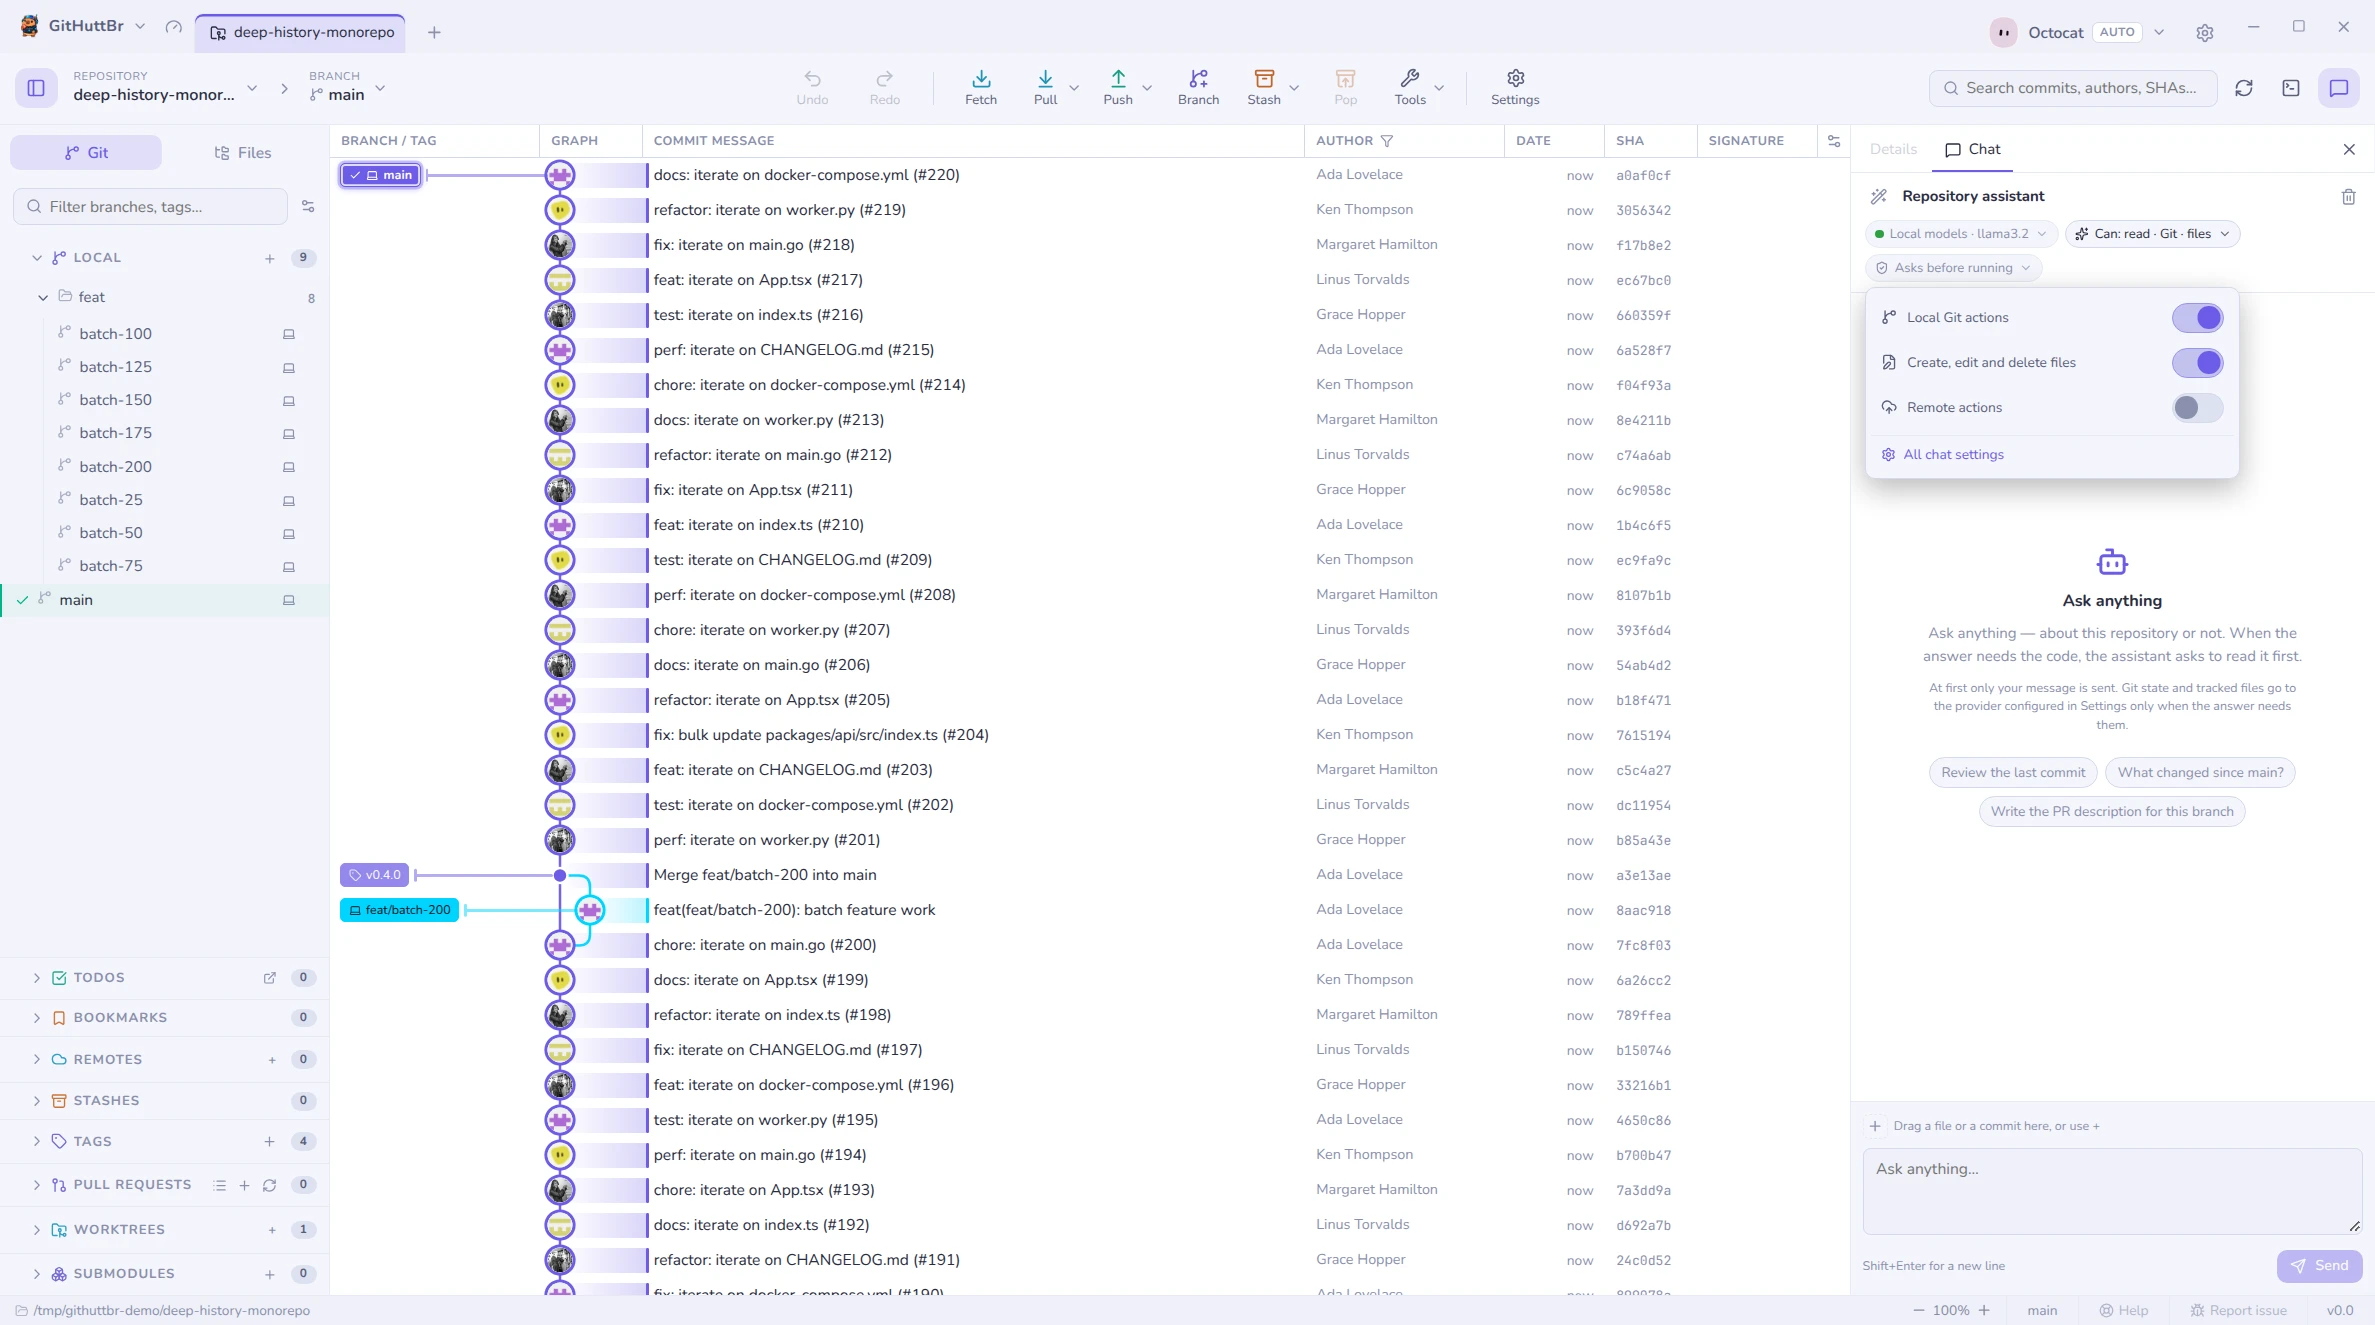 GitHuttBr
deep-history-monorepo
Octocat AUTO
REPOSITORY
deep-history-monor...
BRANCH
main
Undo
Redo
Fetch
Pull
Push
Branch
Stash
Pop
Tools
Settings
Search commits, authors, SHAs...
Git
Files
Filter branches, tags...
LOCAL 9
feat 8
batch-100
batch-125
batch-150
batch-175
batch-200
batch-25
batch-50
batch-75
main
TODOS 0
BOOKMARKS 0
REMOTES 0
STASHES 0
TAGS 4
PULL REQUESTS 0
WORKTREES 1
SUBMODULES 0
BRANCH / TAG GRAPH COMMIT MESSAGE AUTHOR DATE SHA SIGNATURE
main docs: iterate on docker-compose.yml (#220) Ada Lovelace now a0af0cf
refactor: iterate on worker.py (#219) Ken Thompson now 3056342
fix: iterate on main.go (#218) Margaret Hamilton now f17b8e2
feat: iterate on App.tsx (#217) Linus Torvalds now ec67bc0
test: iterate on index.ts (#216) Grace Hopper now 660359f
perf: iterate on CHANGELOG.md (#215) Ada Lovelace now 6a528f7
chore: iterate on docker-compose.yml (#214) Ken Thompson now f04f93a
docs: iterate on worker.py (#213) Margaret Hamilton now 8e4211b
refactor: iterate on main.go (#212) Linus Torvalds now c74a6ab
fix: iterate on App.tsx (#211) Grace Hopper now 6c9058c
feat: iterate on index.ts (#210) Ada Lovelace now 1b4c6f5
test: iterate on CHANGELOG.md (#209) Ken Thompson now ec9fa9c
perf: iterate on docker-compose.yml (#208) Margaret Hamilton now 8107b1b
chore: iterate on worker.py (#207) Linus Torvalds now 393f6d4
docs: iterate on main.go (#206) Grace Hopper now 54ab4d2
refactor: iterate on App.tsx (#205) Ada Lovelace now b18f471
fix: bulk update packages/api/src/index.ts (#204) Ken Thompson now 7615194
feat: iterate on CHANGELOG.md (#203) Margaret Hamilton now c5c4a27
test: iterate on docker-compose.yml (#202) Linus Torvalds now dc11954
perf: iterate on worker.py (#201) Grace Hopper now b85a43e
v0.4.0 Merge feat/batch-200 into main Ada Lovelace now a3e13ae
feat/batch-200 feat(feat/batch-200): batch feature work Ada Lovelace now 8aac918
chore: iterate on main.go (#200) Ada Lovelace now 7fc8f03
docs: iterate on App.tsx (#199) Ken Thompson now 6a26cc2
refactor: iterate on index.ts (#198) Margaret Hamilton now 789ffea
fix: iterate on CHANGELOG.md (#197) Linus Torvalds now b150746
feat: iterate on docker-compose.yml (#196) Grace Hopper now 33216b1
test: iterate on worker.py (#195) Ada Lovelace now 4650c86
perf: iterate on main.go (#194) Ken Thompson now b700b47
chore: iterate on App.tsx (#193) Margaret Hamilton now 7a3dd9a
docs: iterate on index.ts (#192) Linus Torvalds now d692a7b
refactor: iterate on CHANGELOG.md (#191) Grace Hopper now 24c0d52
fix: iterate on docker-compose.yml (#190) Ada Lovelace now
Details
Chat
Repository assistant
Local models · llama3.2
Can: read · Git · files
Asks before running
Local Git actions
Create, edit and delete files
Remote actions
All chat settings
Ask anything
Ask anything — about this repository or not. When the
answer needs the code, the assistant asks to read it first.
At first only your message is sent. Git state and tracked files go to
the provider configured in Settings only when the answer needs
them.
Review the last commit
What changed since main?
Write the PR description for this branch
Drag a file or a commit here, or use +
Ask anything...
Shift+Enter for a new line
Send
/tmp/githuttbr-demo/deep-history-monorepo
100%
main
Help
Report issue
v0.0